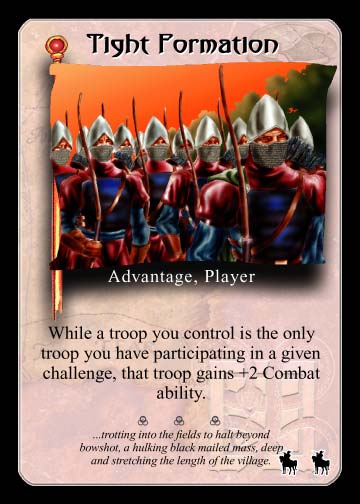 Tight Formation
Advantage, Player
While a troop you control is the only
troop you have participating in a given
challenge, that troop gains +2 Combat
ability.
...trotting into the fields to halt beyond
bowshot, a hulking black mailed mass, deep
and stretching the length of the village.